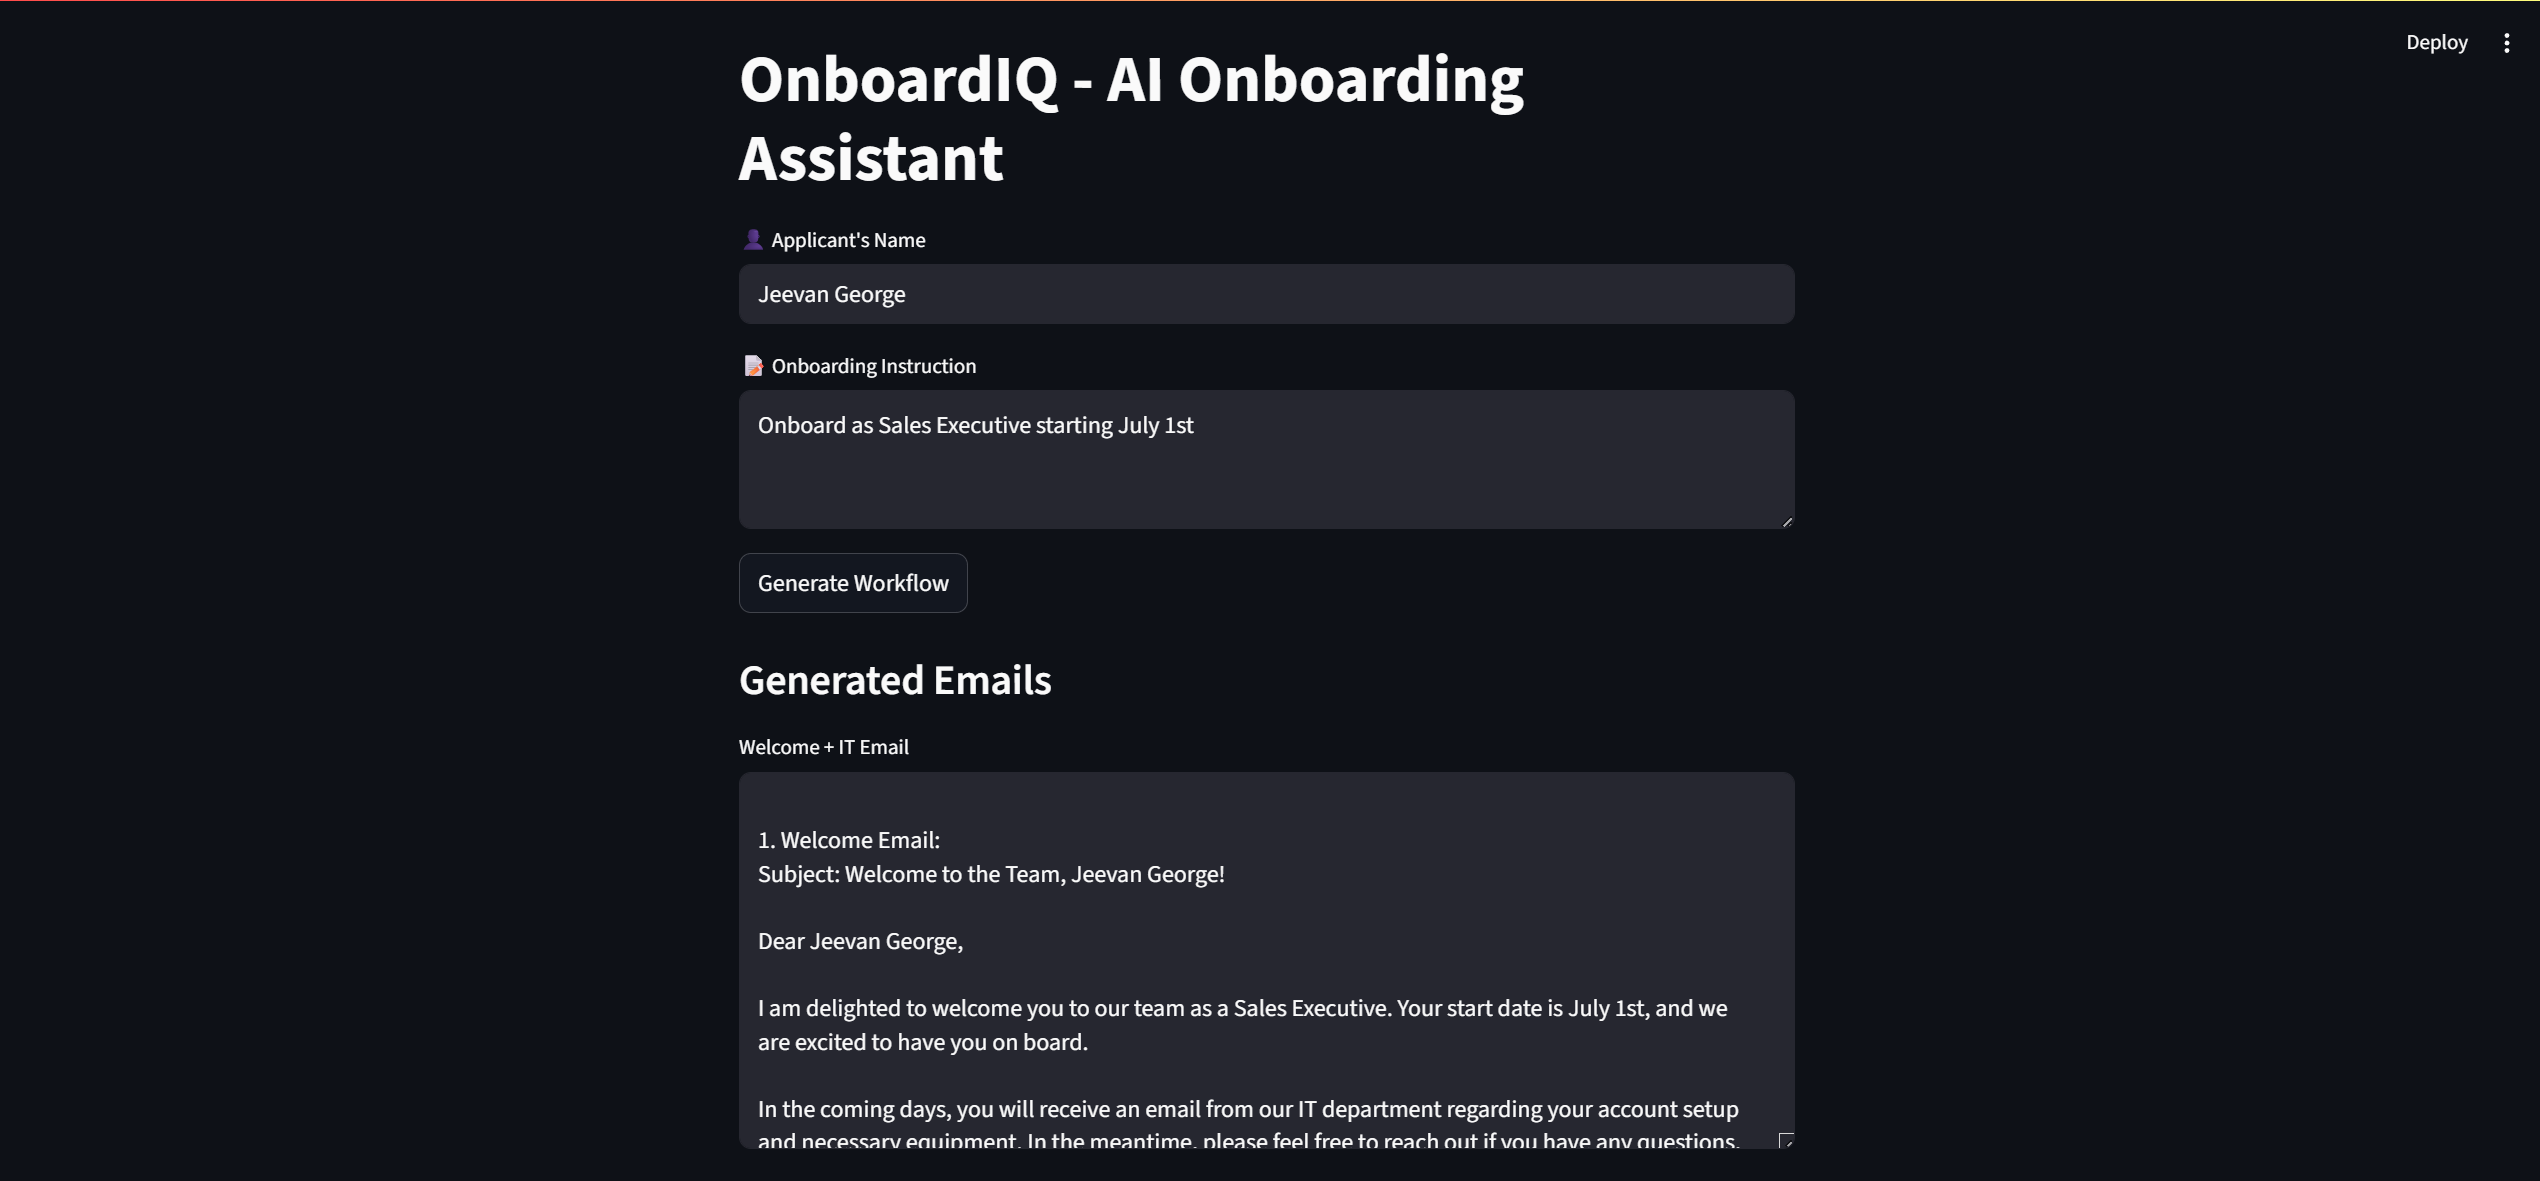 Deploy
OnboardIQ - AI Onboarding
Assistant
Applicant's Name
Jeevan George
Onboarding Instruction
Onboard as Sales Executive starting July 1st
Generate Workflow
Generated Emails
Welcome + IT Email
1. Welcome Email:
Subject: Welcome to the Team, Jeevan George!
Dear Jeevan George,
I am delighted to welcome you to our team as a Sales Executive. Your start date is July 1st, and we
are excited to have you on board.
In the coming days, you will receive an email from our IT department regarding your account setup
and necessary equipment. In the meantime, please feel free to reach out if you have any questions.